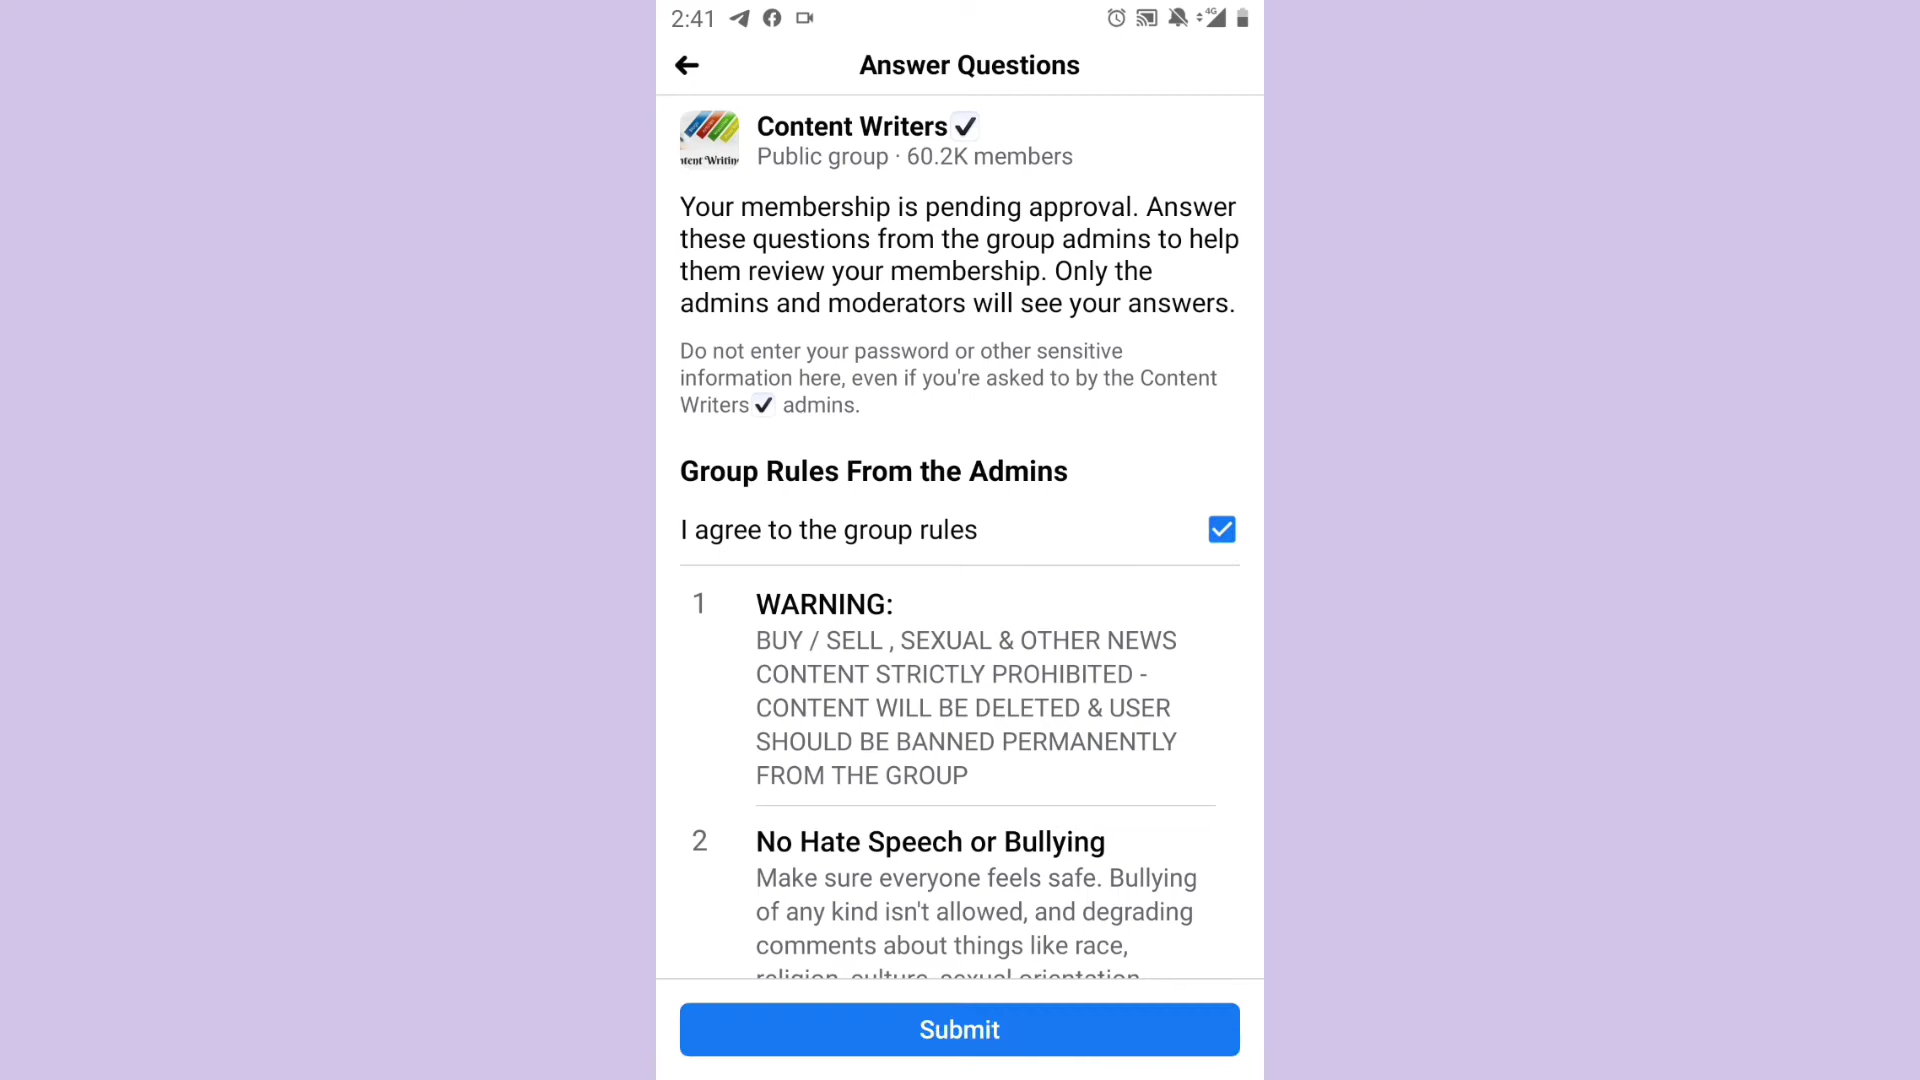 2:41
4G
Answer Questions
Content Writers✔
Public group · 60.2K members
Your membership is pending approval. Answer
these questions from the group admins to help
them review your membership. Only the
admins and moderators will see your answers.
Do not enter your password or other sensitive
information here, even if you're asked to by the Content
Writers✔ admins.
Group Rules From the Admins
I agree to the group rules
1 WARNING:
BUY / SELL , SEXUAL & OTHER NEWS
CONTENT STRICTLY PROHIBITED -
CONTENT WILL BE DELETED & USER
SHOULD BE BANNED PERMANENTLY
FROM THE GROUP
2 No Hate Speech or Bullying
Make sure everyone feels safe. Bullying
of any kind isn't allowed, and degrading
comments about things like race,
religion, culture, sexual orientation,
Submit